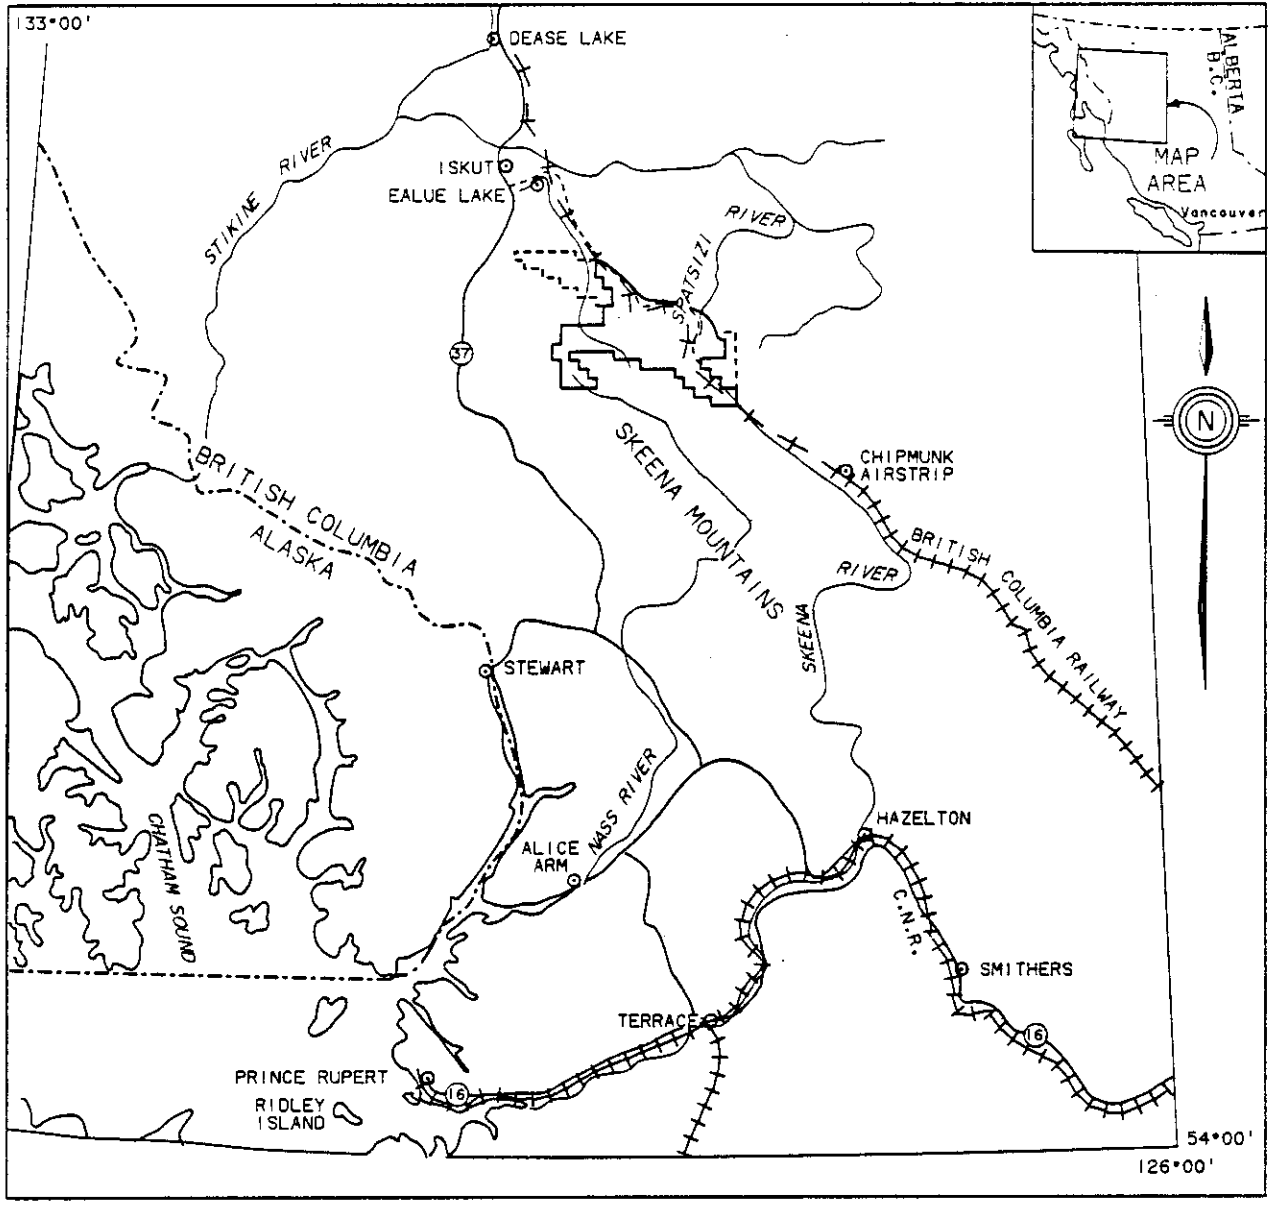 133°00'
DEASE LAKE
ALBERTA
B.C.
MAP
AREA
Vancouver
STIKINE RIVER
ISKUT
EALUE LAKE
SPATSIZI RIVER
37
N
CHIPMUNK
AIRSTRIP
SKEENA MOUNTAINS
BRITISH COLUMBIA
ALASKA
BRITISH COLUMBIA RAILWAY
SKEENA RIVER
STEWART
NASS RIVER
ALICE
ARM
HAZELTON
CHATHAM SOUND
C.N.R.
SMITHERS
TERRACE
16
PRINCE RUPERT
16
RIDLEY
ISLAND
54°00'
126°00'